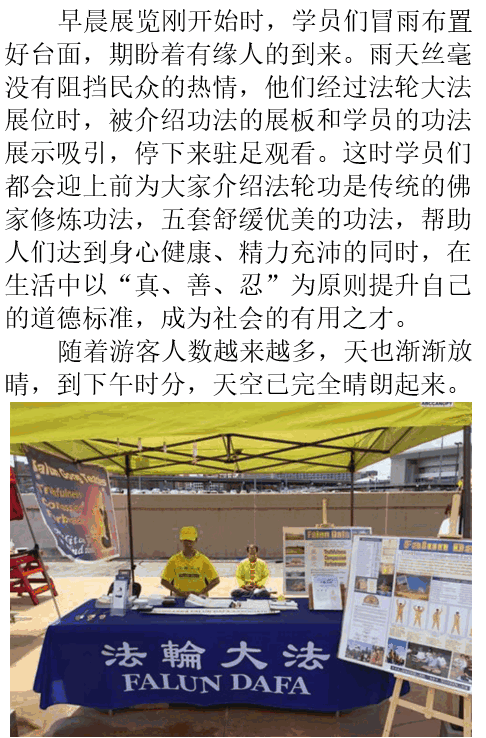 早晨展览刚开始时，学员们冒雨布置
好台面，期盼着有缘人的到来。雨天丝毫
没有阻挡民众的热情，他们经过法轮大法
展位时，被介绍功法的展板和学员的功法
展示吸引，停下来驻足观看。这时学员们
都会迎上前为大家介绍法轮功是传统的佛
家修炼功法，五套舒缓优美的功法，帮助
人们达到身心健康、精力充沛的同时，在
生活中以“真、善、忍”为原则提升自己
的道德标准，成为社会的有用之才。
随着游客人数越来越多，天也渐渐放
晴，到下午时分，天空已完全晴朗起来。
Falun Dafa
法輪大法
FALUN DAFA